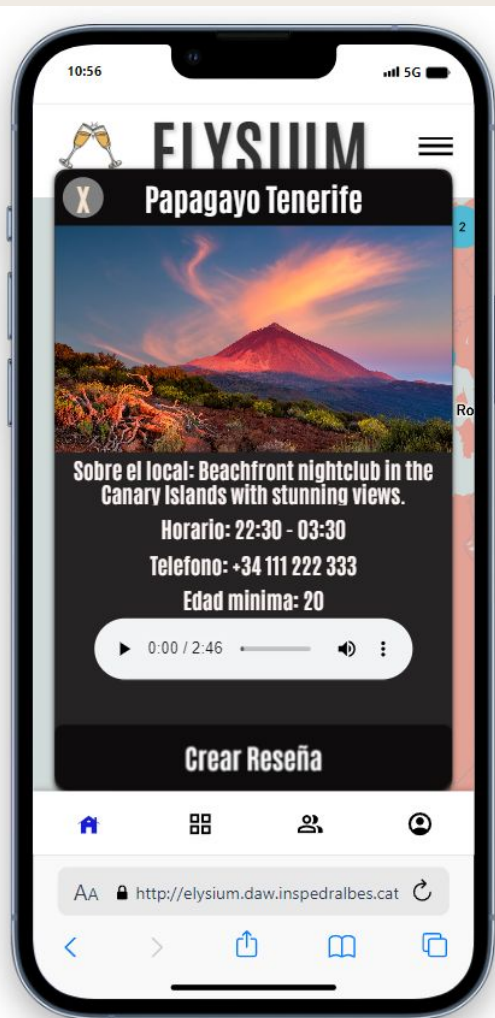 10:56
5G
ELYSIUM
X
Papagayo Tenerife
2
Ro
Sobre el local: Beachfront nightclub in the
Canary Islands with stunning views.
Horario: 22:30 - 03:30
Telefono: +34 111 222 333
Edad minima: 20
0:00 / 2:46
Crear Reseña
AA http://elysium.daw.inspedralbes.cat